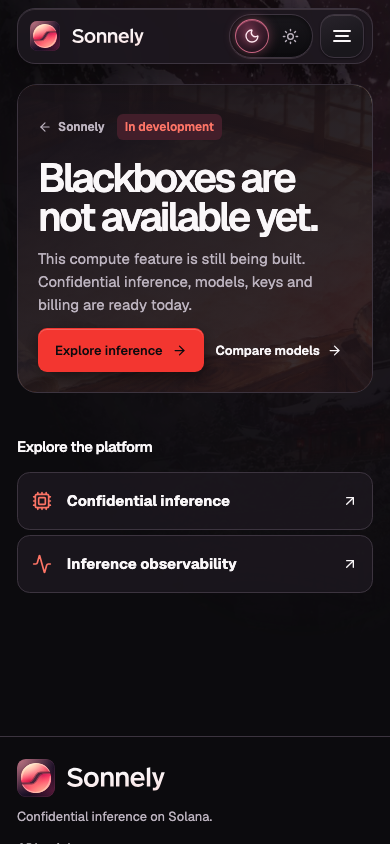 Sonnely
Sonnely
In development
Blackboxes are
not available yet.
This compute feature is still being built.
Confidential inference, models, keys and
billing are ready today.
Explore inference
Compare models
Explore the platform
Confidential inference
Inference observability
Sonnely
Confidential inference on Solana.